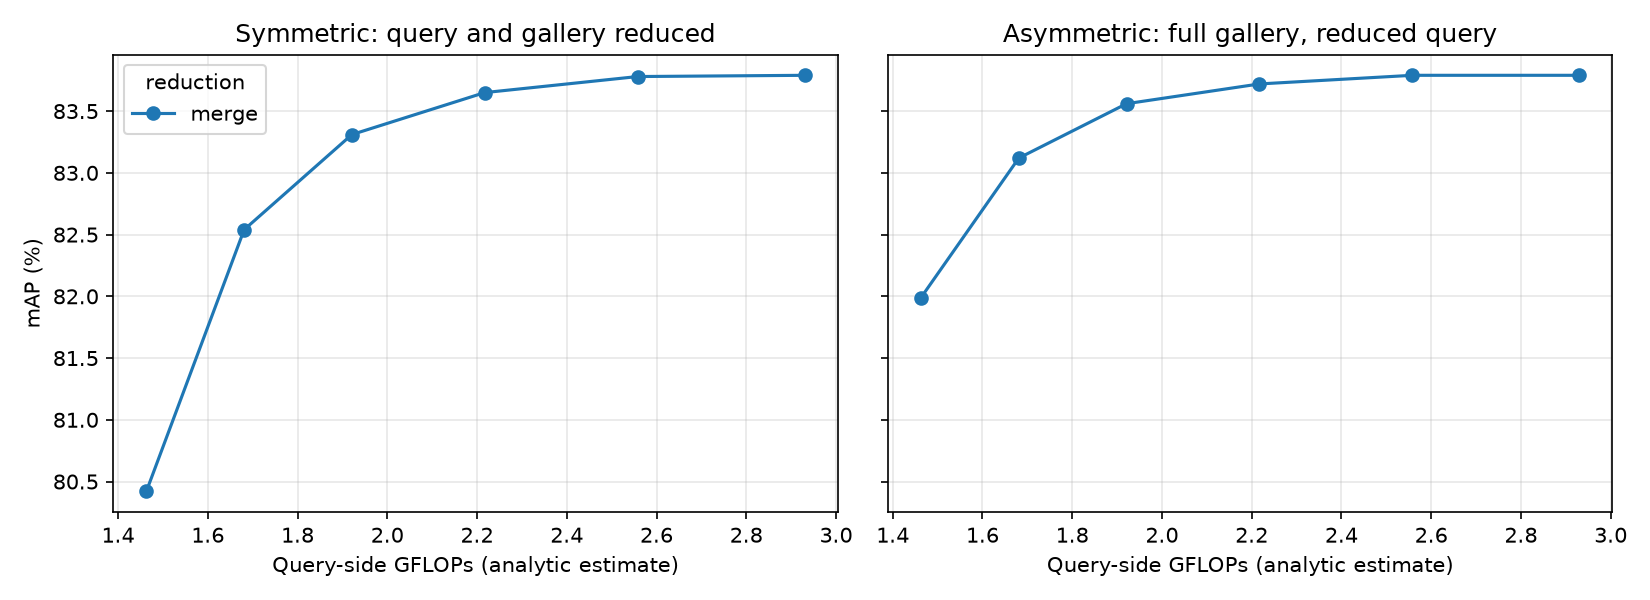 Symmetric: query and gallery reduced
reduction
merge
mAP (%)
83.5
83.0
82.5
82.0
81.5
81.0
80.5
1.4 1.6 1.8 2.0 2.2 2.4 2.6 2.8 3.0
Query-side GFLOPs (analytic estimate)
Asymmetric: full gallery, reduced query
1.4 1.6 1.8 2.0 2.2 2.4 2.6 2.8 3.0
Query-side GFLOPs (analytic estimate)